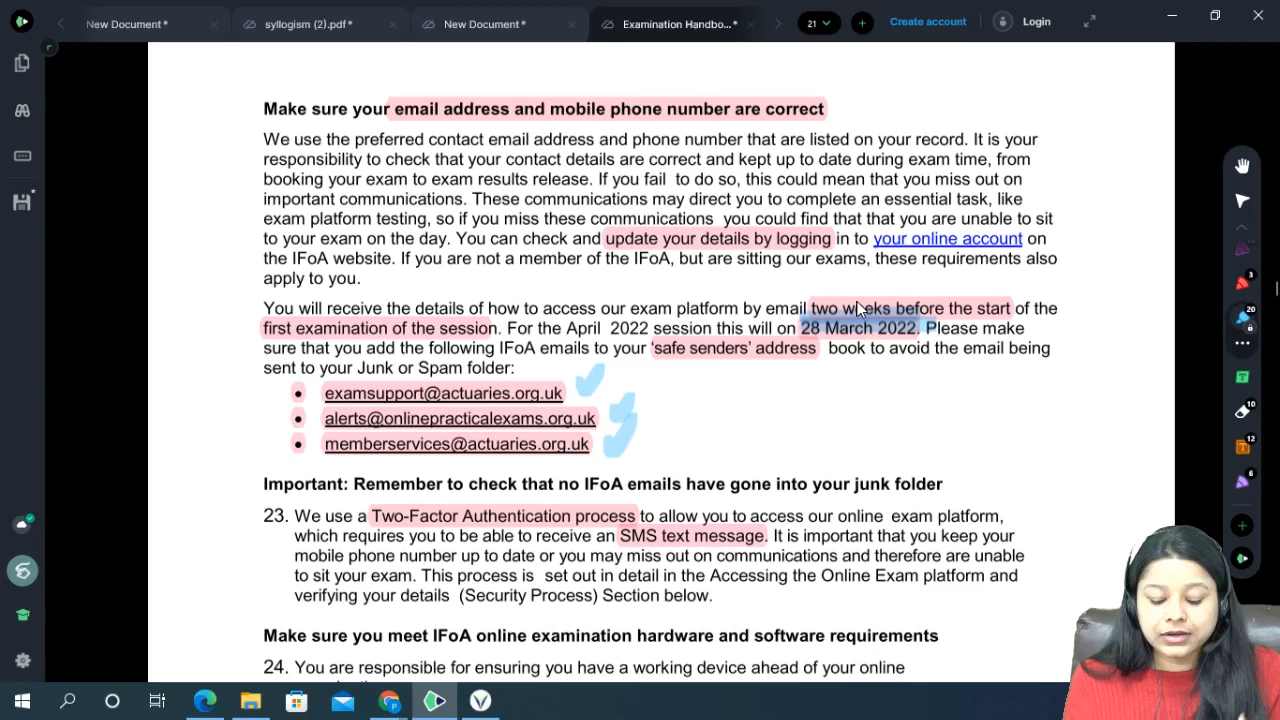 New Document*
syllogism (2).pdf*
New Document*
Examination Handbo...*
21
Create account
Login
Make sure your email address and mobile phone number are correct
We use the preferred contact email address and phone number that are listed on your record. It is your
responsibility to check that your contact details are correct and kept up to date during exam time, from
booking your exam to exam results release. If you fail to do so, this could mean that you miss out on
important communications. These communications may direct you to complete an essential task, like
exam platform testing, so if you miss these communications you could find that that you are unable to sit
to your exam on the day. You can check and update your details by logging in to your online account on
the IFoA website. If you are not a member of the IFoA, but are sitting our exams, these requirements also
apply to you.
You will receive the details of how to access our exam platform by email two weeks before the start of the
first examination of the session. For the April 2022 session this will on 28 March 2022. Please make
sure that you add the following IFoA emails to your ‘safe senders’ address book to avoid the email being
sent to your Junk or Spam folder:
• examsupport@actuaries.org.uk
• alerts@onlinepracticalexams.org.uk
• memberservices@actuaries.org.uk
Important: Remember to check that no IFoA emails have gone into your junk folder
23. We use a Two-Factor Authentication process to allow you to access our online exam platform,
which requires you to be able to receive an SMS text message. It is important that you keep your
mobile phone number up to date or you may miss out on communications and therefore are unable
to sit your exam. This process is set out in detail in the Accessing the Online Exam platform and
verifying your details (Security Process) Section below.
Make sure you meet IFoA online examination hardware and software requirements
24. You are responsible for ensuring you have a working device ahead of your online
3
20
10
12
6